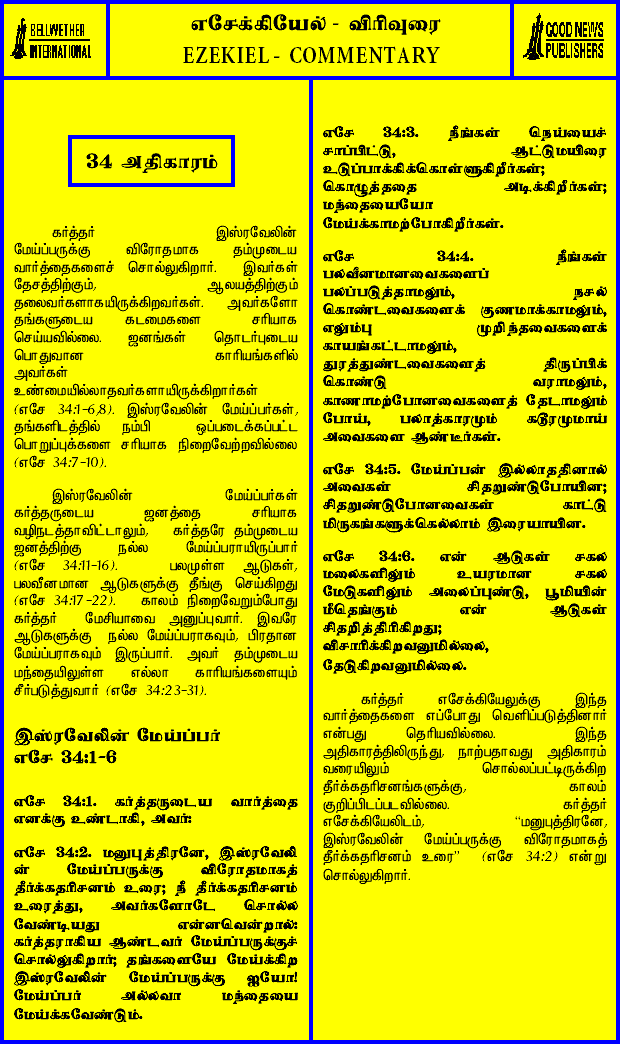 BELLWETHER
INTERNATIONAL
எசேக்கியேல் - விரிவுரை
EZEKIEL - COMMENTARY
GOOD NEWS
PUBLISHERS
34 அதிகாரம்
கர்த்தர் இஸ்ரவேலின்
மேய்ப்பருக்கு விரோதமாக தம்முடைய
வார்த்தைகளைச் சொல்லுகிறார். இவர்கள்
தேசத்திற்கும், ஆலயத்திற்கும்
தலைவர்களாகயிருக்கிறவர்கள். அவர்களோ
தங்களுடைய கடமைகளை சரியாக
செய்யவில்லை. ஜனங்கள் தொடர்புடைய
பொதுவான காரியங்களில்
அவர்கள்
உண்மையில்லாதவர்களாயிருக்கிறார்கள்
(எசே 34:1-6,8). இஸ்ரவேலின் மேய்ப்பர்கள்,
தங்களிடத்தில் நம்பி ஒப்படைக்கப்பட்ட
பொறுப்புக்களை சரியாக நிறைவேற்றவில்லை
(எசே 34:7-10).
இஸ்ரவேலின் மேய்ப்பர்கள்
கர்த்தருடைய ஜனத்தை சரியாக
வழிநடத்தாவிட்டாலும், கர்த்தரே தம்முடைய
ஜனத்திற்கு நல்ல மேய்ப்பராயிருப்பார்
(எசே 34:11-16). பலமுள்ள ஆடுகள்,
பலவீனமான ஆடுகளுக்கு தீங்கு செய்கிறது
(எசே 34:17-22). காலம் நிறைவேறும்போது
கர்த்தர் மேசியாவை அனுப்புவார். இவரே
ஆடுகளுக்கு நல்ல மேய்ப்பராகவும், பிரதான
மேய்ப்பராகவும் இருப்பார். அவர் தம்முடைய
மந்தையிலுள்ள எல்லா காரியங்களையும்
சீர்படுத்துவார் (எசே 34:23-31).
இஸ்ரவேலின் மேய்ப்பர்
எசே 34:1-6
எசே 34:1. கர்த்தருடைய வார்த்தை
எனக்கு உண்டாகி, அவர்:
எசே 34:2. மனுபுத்திரனே, இஸ்ரவேலி
ன் மேய்ப்பருக்கு விரோதமாகத்
தீர்க்கதரிசனம் உரை; நீ தீர்க்கதரிசனம்
உரைத்து, அவர்களோடே சொல்ல
வேண்டியது என்னவென்றால்:
கர்த்தராகிய ஆண்டவர் மேய்ப்பருக்குச்
சொல்லுகிறார்; தங்களையே மேய்க்கிற
இஸ்ரவேலின் மேய்ப்பருக்கு ஐயோ!
மேய்ப்பர் அல்லவா மந்தையை
மேய்க்கவேண்டும்.
எசே 34:3. நீங்கள் நெய்யைச்
சாப்பிட்டு, ஆட்டுமயிரை
உடுப்பாக்கிக்கொள்ளுகிறீர்கள்;
கொழுத்ததை அடிக்கிறீர்கள்;
மந்தையையோ
மேய்க்காமற்போகிறீர்கள்.
எசே 34:4. நீங்கள்
பலவீனமானவைகளைப்
பலப்படுத்தாமலும், நசல்
கொண்டவைகளைக் குணமாக்காமலும்,
எலும்பு முறிந்தவைகளைக்
காயங்கட்டாமலும்,
துரத்துண்டவைகளைத் திருப்பிக்
கொண்டு வராமலும்,
காணாமற்போனவைகளைத் தேடாமலும்
போய், பலாத்காரமும் கடூரமுமாய்
அவைகளை ஆண்டீர்கள்.
எசே 34:5. மேய்ப்பன் இல்லாததினால்
அவைகள் சிதறுண்டுபோயின;
சிதறுண்டுபோனவைகள் காட்டு
மிருகங்களுக்கெல்லாம் இரையாயின.
எசே 34:6. என் ஆடுகள் சகல
மலைகளிலும் உயரமான சகல
மேடுகளிலும் அலைப்புண்டு, பூமியின்
மீதெங்கும் என் ஆடுகள்
சிதறித்திரிகிறது;
விசாரிக்கிறவனுமில்லை,
தேடுகிறவனுமில்லை.
கர்த்தர் எசேக்கியேலுக்கு இந்த
வார்த்தைகளை எப்போது வெளிப்படுத்தினார்
என்பது தெரியவில்லை. இந்த
அதிகாரத்திலிருந்து, நாற்பதாவது அதிகாரம்
வரையிலும் சொல்லப்பட்டிருக்கிற
தீர்க்கதரிசனங்களுக்கு, காலம்
குறிப்பிடப்படவில்லை. கர்த்தர்
எசேக்கியேலிடம், "மனுபுத்திரனே,
இஸ்ரவேலின் மேய்ப்பருக்கு விரோதமாகத்
தீர்க்கதரிசனம் உரை" (எசே 34:2) என்று
சொல்லுகிறார்.